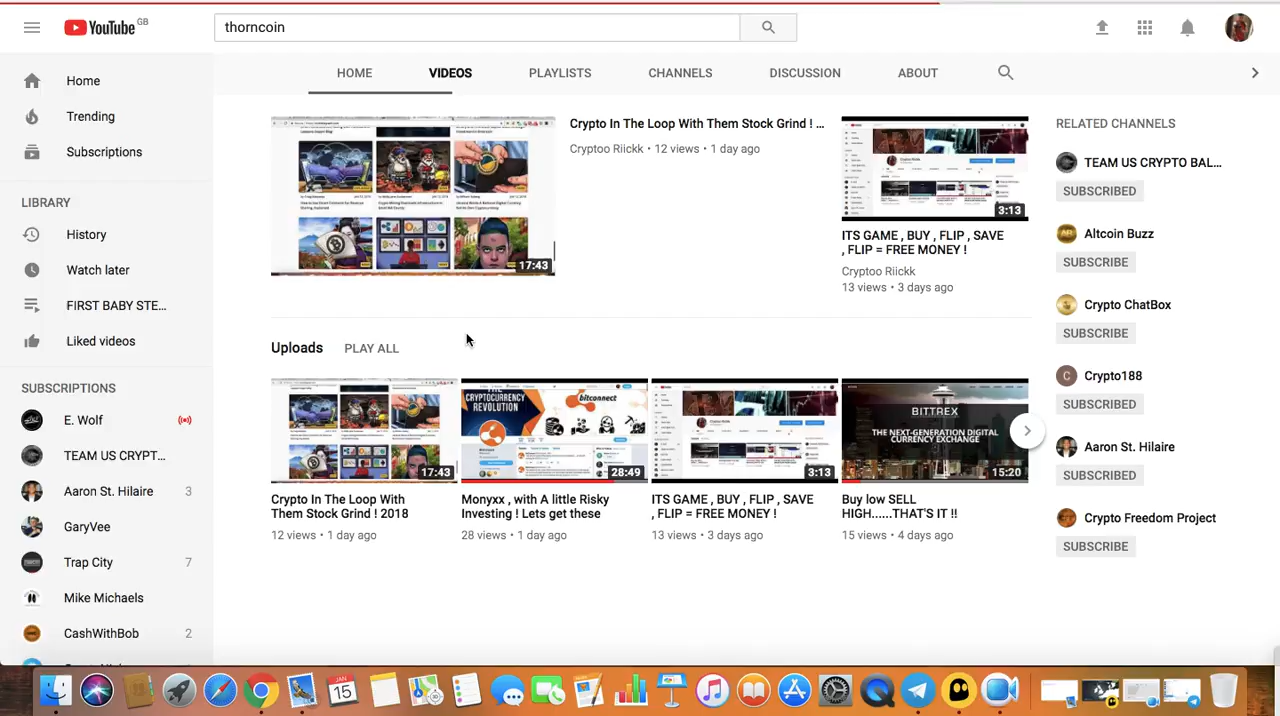 YouTube GB
thorncoin
HOME VIDEOS PLAYLISTS CHANNELS DISCUSSION ABOUT
Home
Trending
Subscriptions
LIBRARY
History
Watch later
FIRST BABY STE...
Liked videos
SUBSCRIPTIONS
E. Wolf
TEAM US CRYPT...
Aaron St. Hilaire 3
GaryVee
Trap City 7
Mike Michaels
CashWithBob 2
17:43
Crypto In The Loop With Them Stock Grind ! ...
Cryptoo Riickk • 12 views • 1 day ago
3:13
ITS GAME , BUY , FLIP , SAVE
, FLIP = FREE MONEY !
Cryptoo Riickk
13 views • 3 days ago
Uploads PLAY ALL
17:43
Crypto In The Loop With
Them Stock Grind ! 2018
12 views • 1 day ago
THE
CRYPTOCURRENCY
REVOLUTION
bitconnect
28:49
Monyxx , with A little Risky
Investing ! Lets get these
28 views • 1 day ago
3:13
ITS GAME , BUY , FLIP , SAVE
, FLIP = FREE MONEY !
13 views • 3 days ago
BITTREX
THE NEXT-GENERATION DIGITAL
CURRENCY EXCHANGE
15:20
Buy low SELL
HIGH......THAT'S IT !!
15 views • 4 days ago
RELATED CHANNELS
TEAM US CRYPTO BAL...
SUBSCRIBED
Altcoin Buzz
SUBSCRIBE
Crypto ChatBox
SUBSCRIBE
C Crypto188
SUBSCRIBE
Aaron St. Hilaire
SUBSCRIBE
Crypto Freedom Project
SUBSCRIBE
JAN
15